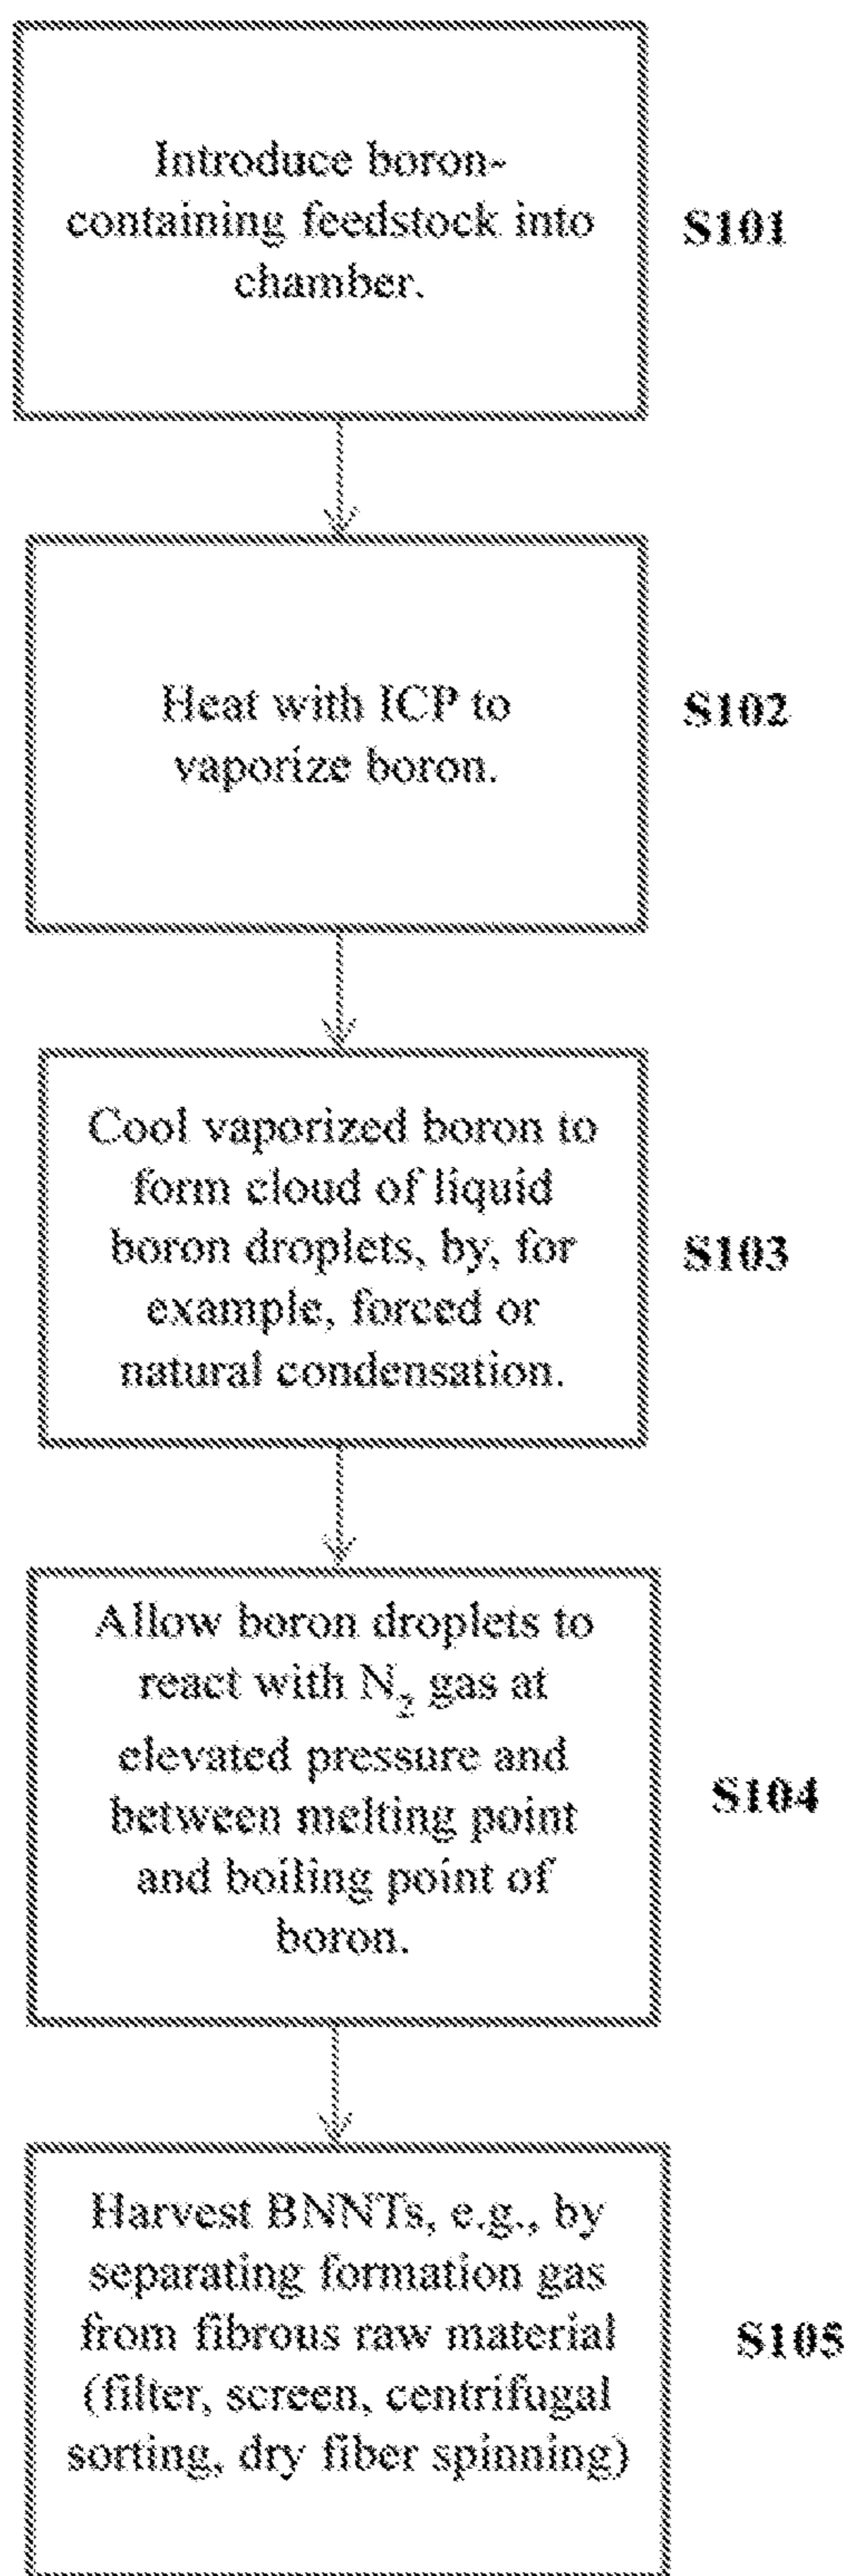 Introduce boron-
containing feedstock into
chamber.
S101
Heat with ICP to
vaporize boron.
S102
Cool vaporized boron to
form cloud of liquid
boron droplets, by, for
example, forced or
natural condensation.
S103
Allow boron droplets to
react with N₂ gas at
elevated pressure and
between melting point
and boiling point of
boron.
S104
Harvest BNNTs, e.g., by
separating formation gas
from fibrous raw material
(filter, screen, centrifugal
sorting, dry fiber spinning)
S105